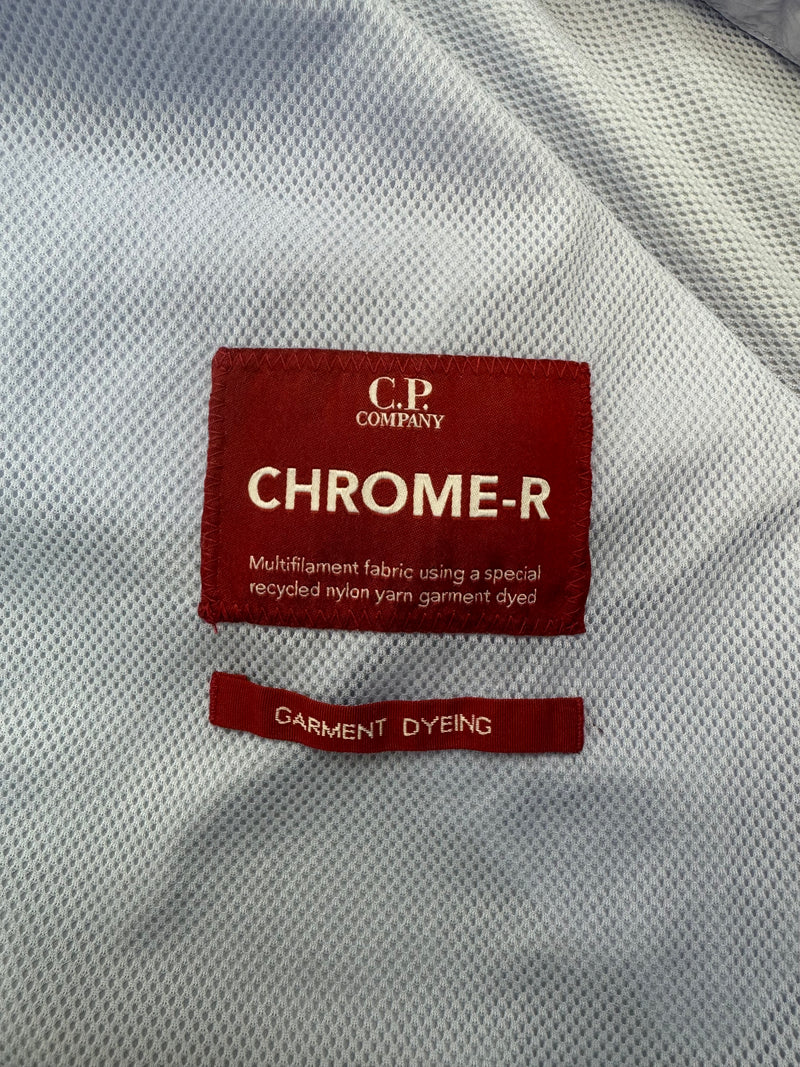 C.P.
COMPANY
CHROME-R
Multifilament fabric using a special
recycled nylon yarn garment dyed
GARMENT DYEING